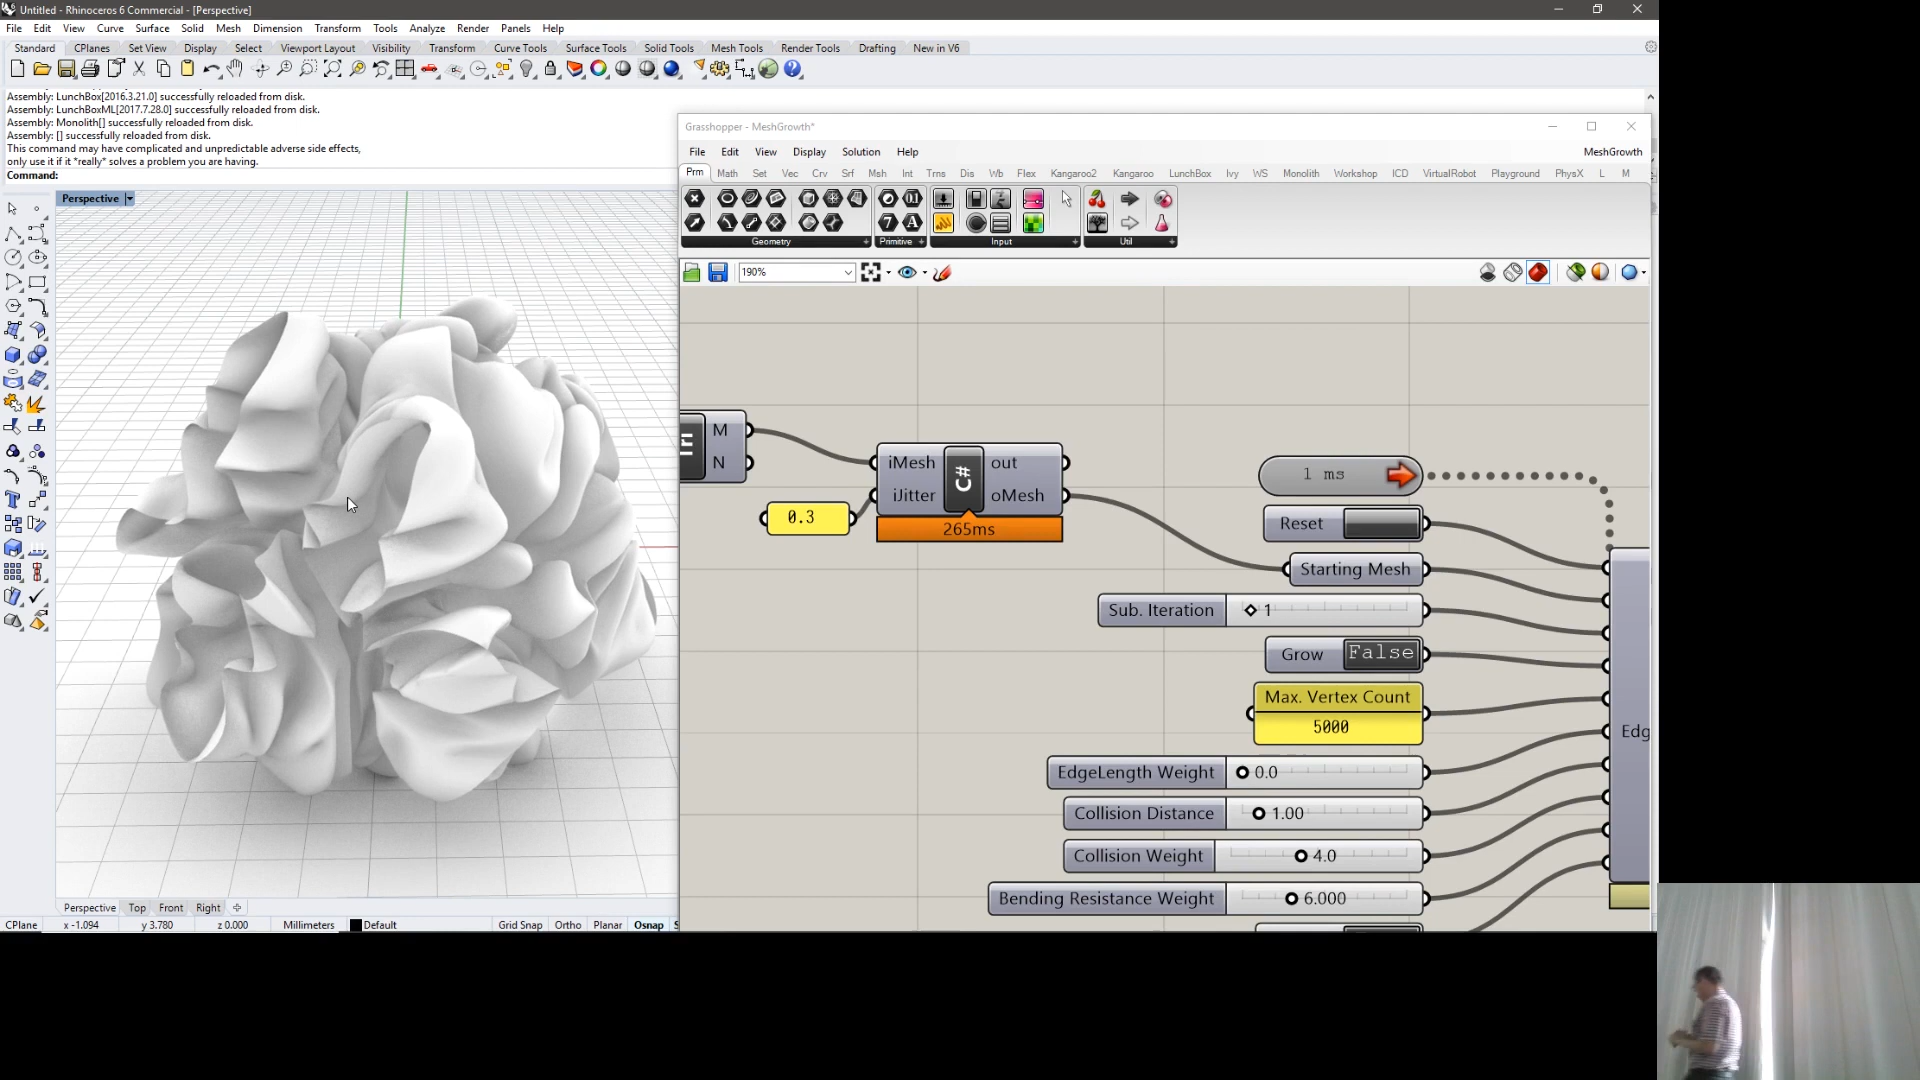 Untitled - Rhinoceros 6 Commercial - [Perspective]
File Edit View Curve Surface Solid Mesh Dimension Transform Tools Analyze Render Panels Help
Standard CPlanes Set View Display Select Viewport Layout Visibility Transform Curve Tools Surface Tools Solid Tools Mesh Tools Render Tools Drafting New in V6
Assembly: LunchBox[2016.3.21.0] successfully reloaded from disk.
Assembly: LunchBoxML[2017.7.28.0] successfully reloaded from disk.
Assembly: Monolith[] successfully reloaded from disk.
Assembly: [] successfully reloaded from disk.
This command may have complicated and unpredictable adverse side effects,
only use it if it *really* solves a problem you are having.
Command:
Perspective
Grasshopper - MeshGrowth*
File Edit View Display Solution Help MeshGrowth
Prm Math Set Vec Crv Srf Msh Int Trns Dis Wb Flex Kangaroo2 Kangaroo LunchBox Ivy WS Monolith Workshop ICD VirtualRobot Playground PhysX L M
Geometry Primitive Input Util
190%
M
N
iMesh C# out
iJitter oMesh
0.3
265ms
1 ms
Reset
Starting Mesh
Sub. Iteration 1
Grow False
Max. Vertex Count
5000
Edg
EdgeLength Weight 0.0
Collision Distance 1.00
Collision Weight 4.0
Bending Resistance Weight 6.000
Perspective Top Front Right
CPlane x -1.094 y 3.780 z 0.000 Millimeters Default Grid Snap Ortho Planar Osnap S